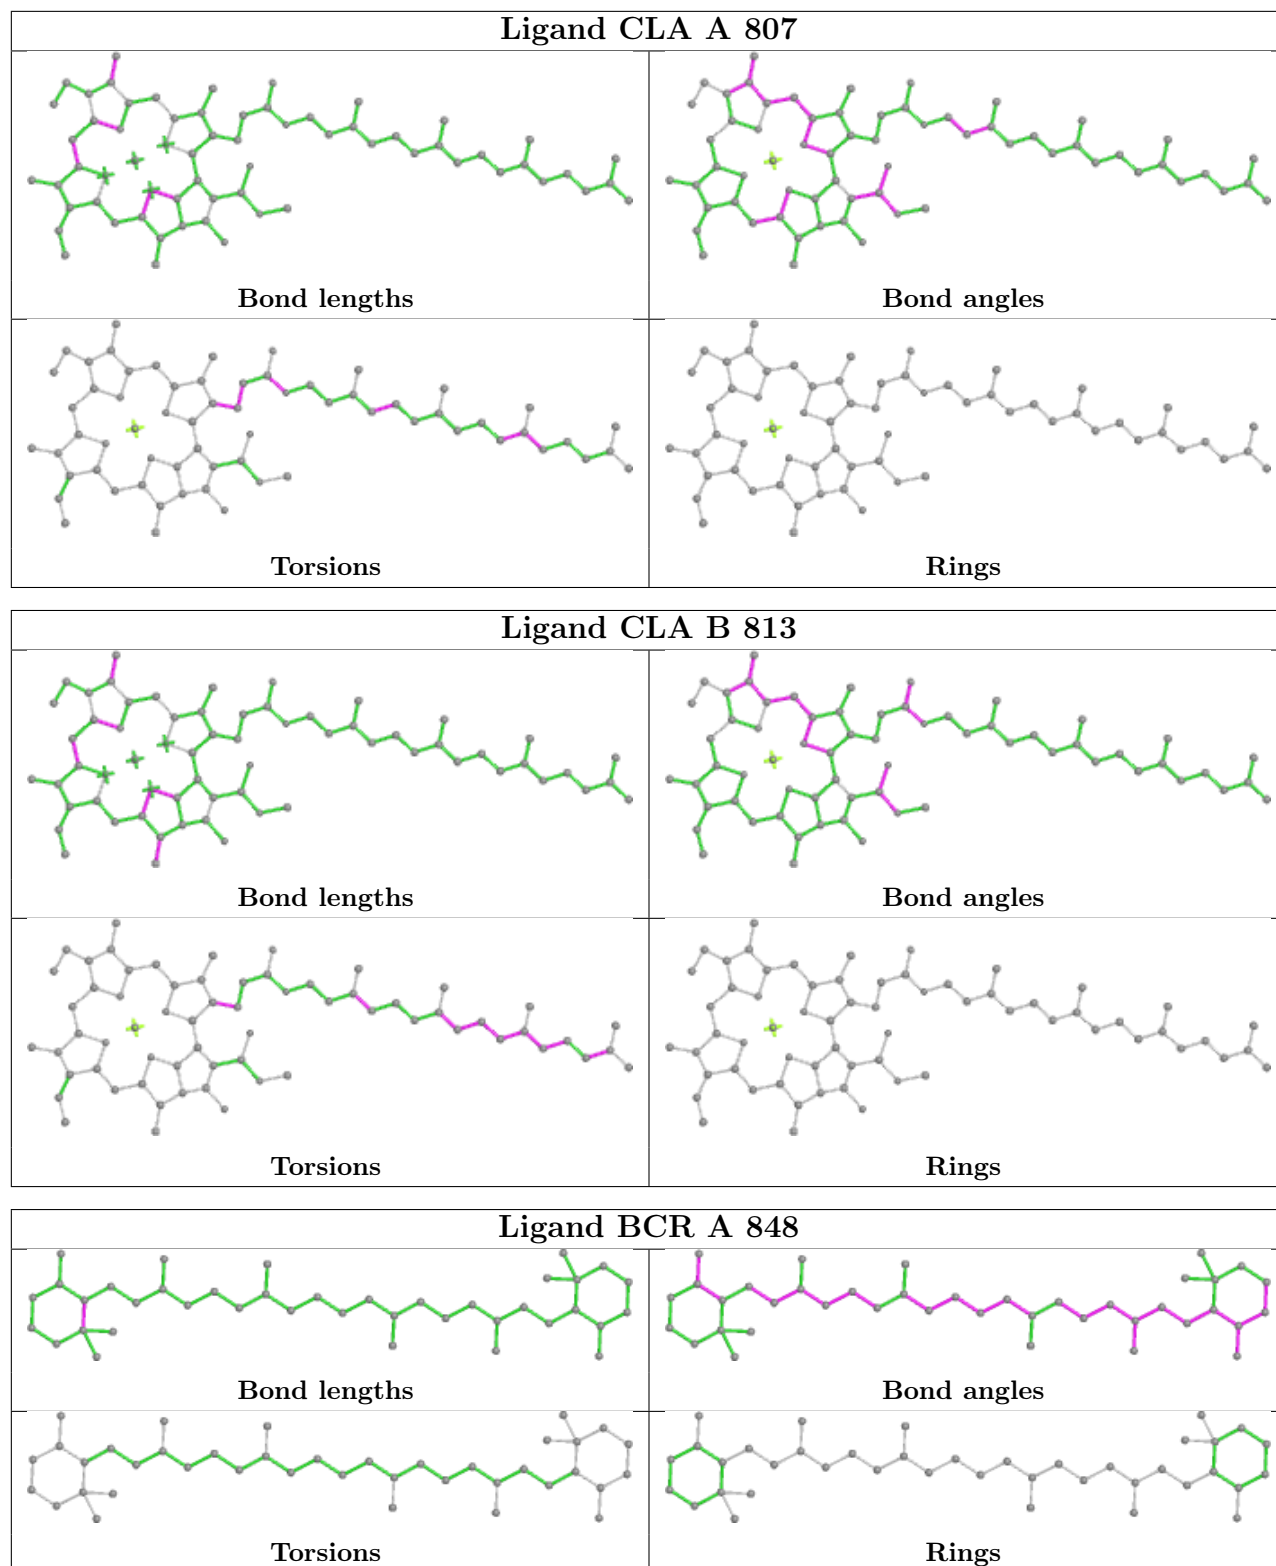 Ligand CLA A 807
Bond lengths
Bond angles
Torsions
Rings
Ligand CLA B 813
Bond lengths
Bond angles
Torsions
Rings
Ligand BCR A 848
Bond lengths
Bond angles
Torsions
Rings